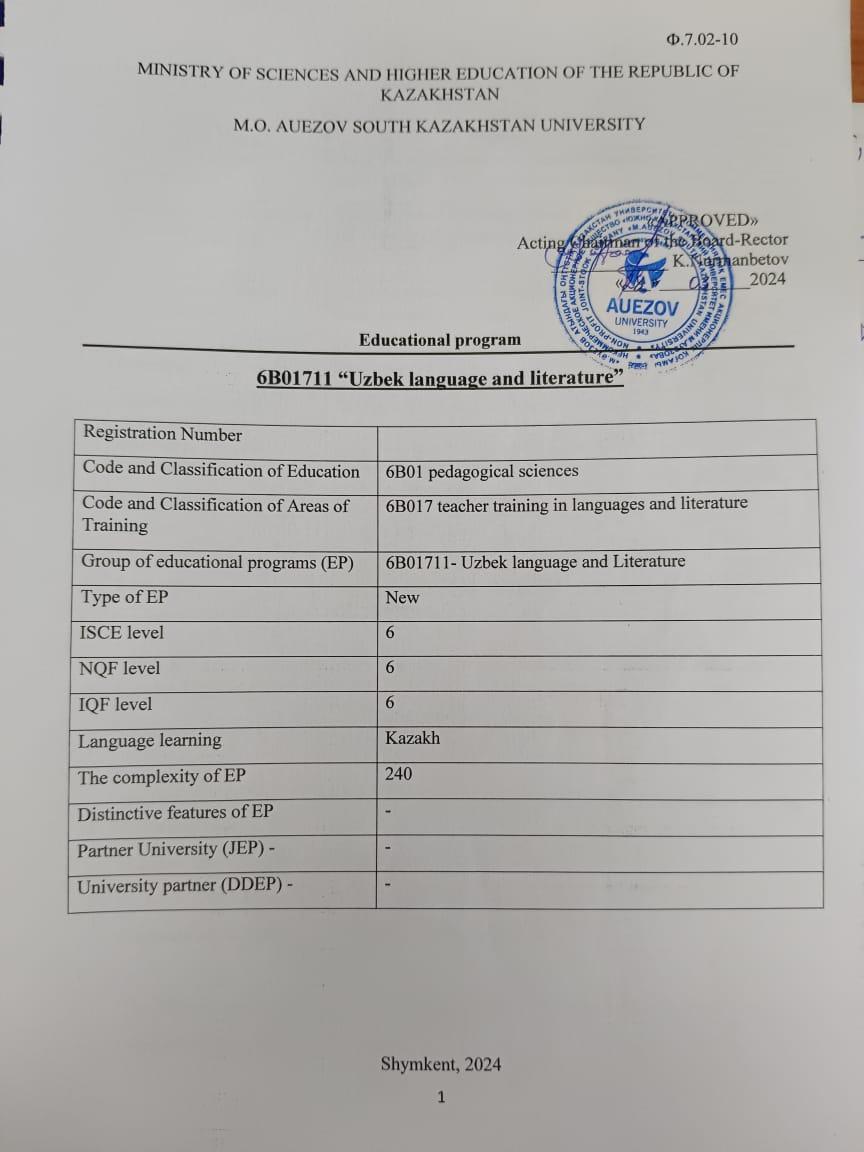 Ф.7.02-10
MINISTRY OF SCIENCES AND HIGHER EDUCATION OF THE REPUBLIC OF
KAZAKHSTAN
M.O. AUEZOV SOUTH KAZAKHSTAN UNIVERSITY
«APPROVED»
Acting Chairman of the Board-Rector
K.Nurmanbetov
2024
AUEZOV
UNIVERSITY
1943
Educational program
6B01711 “Uzbek language and literature”
Registration Number
Code and Classification of Education 6B01 pedagogical sciences
Code and Classification of Areas of 6B017 teacher training in languages and literature
Training
Group of educational programs (EP) 6B01711- Uzbek language and Literature
Type of EP New
ISCE level 6
NQF level 6
IQF level 6
Language learning Kazakh
The complexity of EP 240
Distinctive features of EP -
Partner University (JEP) - -
University partner (DDEP) - -
Shymkent, 2024
1